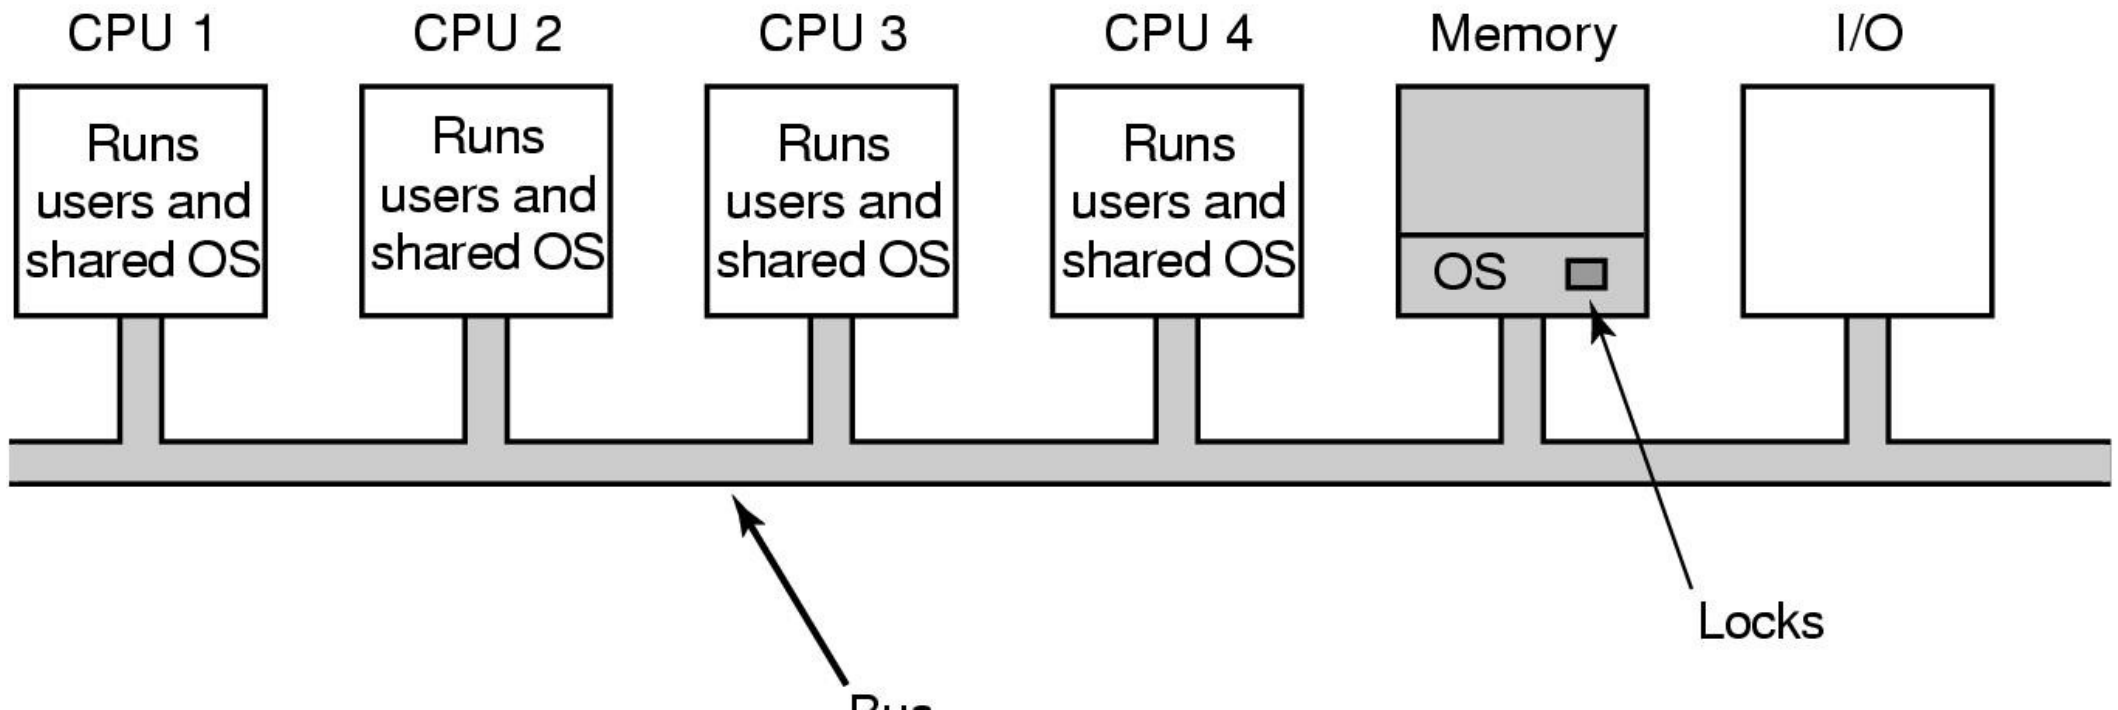 CPU 1
CPU 2
CPU 3
CPU 4
Memory
I/O
Runs
users and
shared OS
Runs
users and
shared OS
Runs
users and
shared OS
Runs
users and
shared OS
OS
Locks
Bus